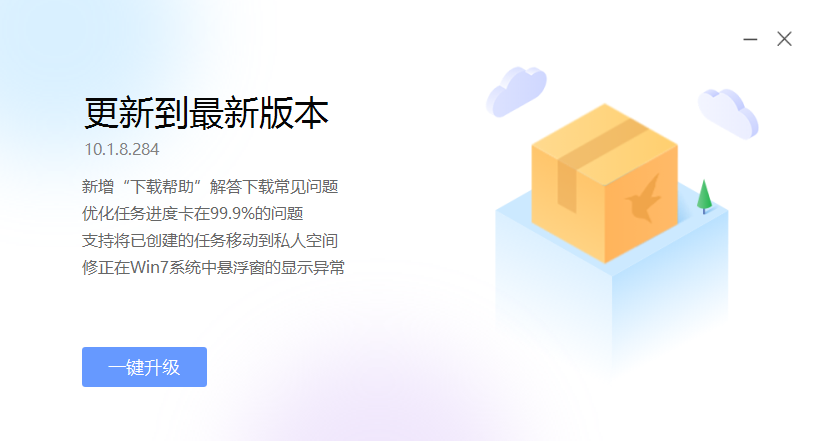 更新到最新版本
10.1.8.284
新增“下载帮助”解答下载常见问题
优化任务进度卡在99.9%的问题
支持将已创建的任务移动到私人空间
修正在Win7系统中悬浮窗的显示异常
一键升级